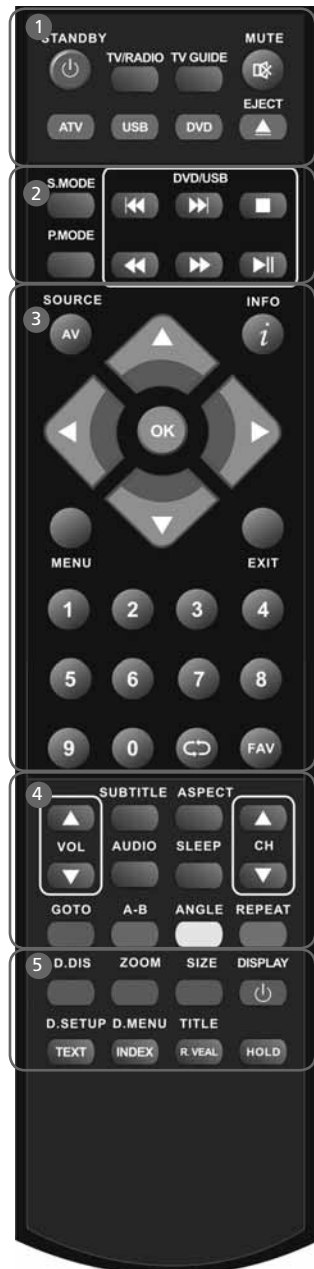 1
STANDBY MUTE
TV/RADIO TV GUIDE
EJECT
ATV USB DVD
2
S.MODE DVD/USB
P.MODE
3
SOURCE INFO
AV i
OK
MENU EXIT
1 2 3 4
5 6 7 8
9 0 FAV
4
SUBTITLE ASPECT
VOL AUDIO SLEEP CH
GOTO A-B ANGLE REPEAT
5
D.DIS ZOOM SIZE DISPLAY
D.SETUP D.MENU TITLE
TEXT INDEX R.VEAL HOLD